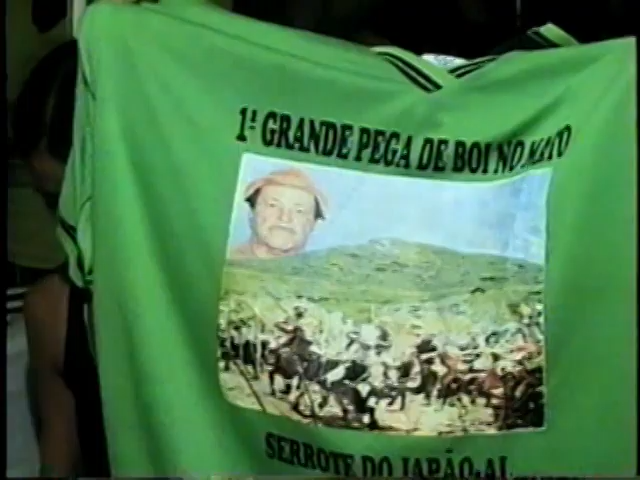 1ª GRANDE PEGA DE BOI NO MATO
SERROTE DO JAPÃO.AL